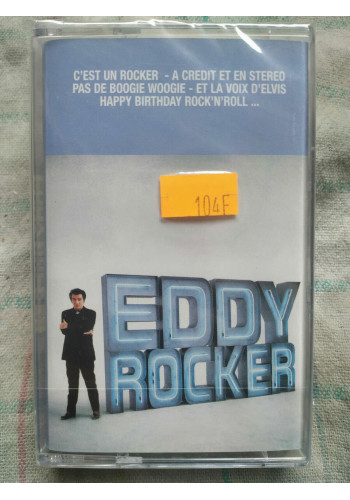 C'EST UN ROCKER - A CREDIT ET EN STEREO
PAS DE BOOGIE WOOGIE - ET LA VOIX D'ELVIS
HAPPY BIRTHDAY ROCK'N'ROLL ...
104F
EDDY
ROCKER